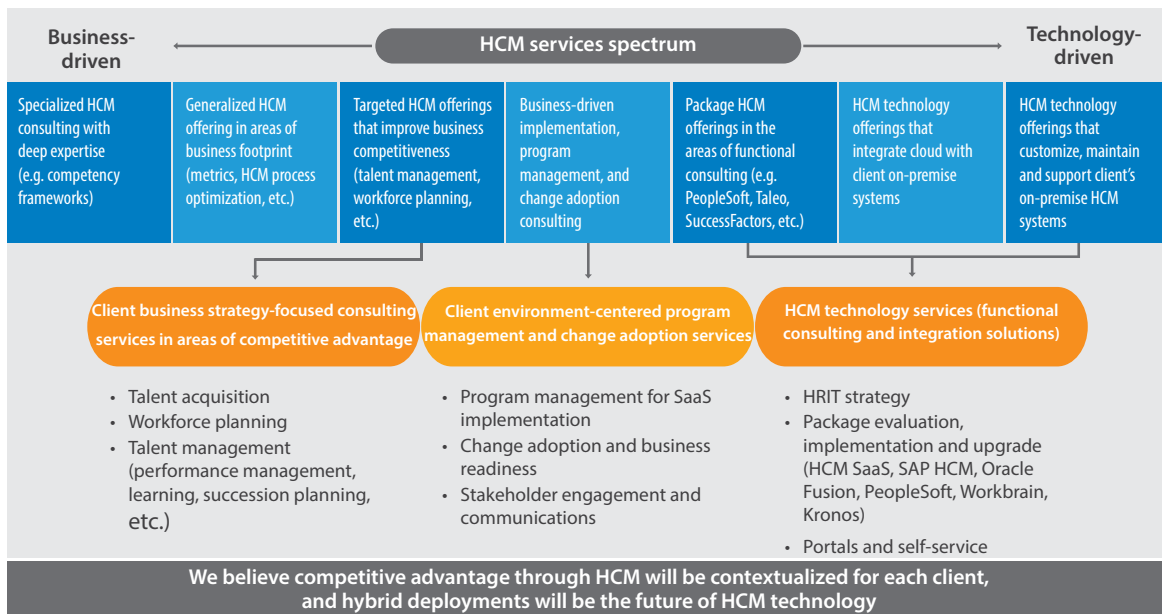 Business-
driven
HCM services spectrum
Technology-
driven
Specialized HCM
consulting with
deep expertise
(e.g. competency
frameworks)
Generalized HCM
offering in areas of
business footprint
(metrics, HCM process
optimization, etc.)
Targeted HCM offerings
that improve business
competitiveness
(talent management,
workforce planning,
etc.)
Business-driven
implementation,
program
management, and
change adoption
consulting
Package HCM
offerings in the
areas of functional
consulting (e.g.
PeopleSoft, Taleo,
SuccessFactors, etc.)
HCM technology
offerings that
integrate cloud with
client on-premise
systems
HCM technology
offerings that
customize, maintain
and support client's
on-premise HCM
systems
Client business strategy-focused consulting
services in areas of competitive advantage
Client environment-centered program
management and change adoption services
HCM technology services (functional
consulting and integration solutions)
• Talent acquisition
• Workforce planning
• Talent management
(performance management,
learning, succession planning,
etc.)
• Program management for SaaS
implementation
• Change adoption and business
readiness
• Stakeholder engagement and
communications
• HRIT strategy
• Package evaluation,
implementation and upgrade
(HCM SaaS, SAP HCM, Oracle
Fusion, PeopleSoft, Workbrain,
Kronos)
• Portals and self-service
We believe competitive advantage through HCM will be contextualized for each client,
and hybrid deployments will be the future of HCM technology